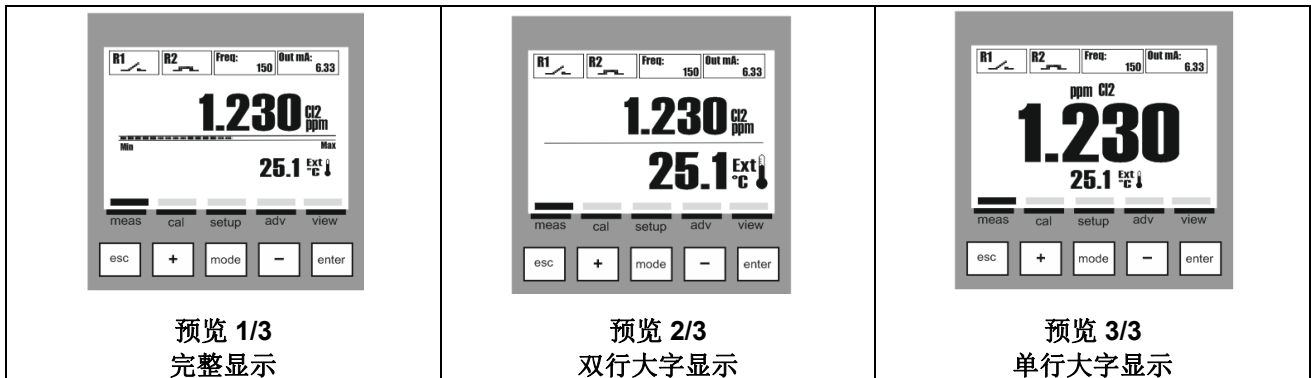 R1 R2 Freq: 150 Out mA: 6.33
1.230 Cl2 ppm
Min Max
25.1 Ext °C
meas cal setup adv view
esc + mode − enter
预览 1/3
完整显示
R1 R2 Freq: 150 Out mA: 6.33
1.230 Cl2 ppm
25.1 Ext °C
meas cal setup adv view
esc + mode − enter
预览 2/3
双行大字显示
R1 R2 Freq: 150 Out mA: 6.33
ppm Cl2
1.230
25.1 Ext °C
meas cal setup adv view
esc + mode − enter
预览 3/3
单行大字显示